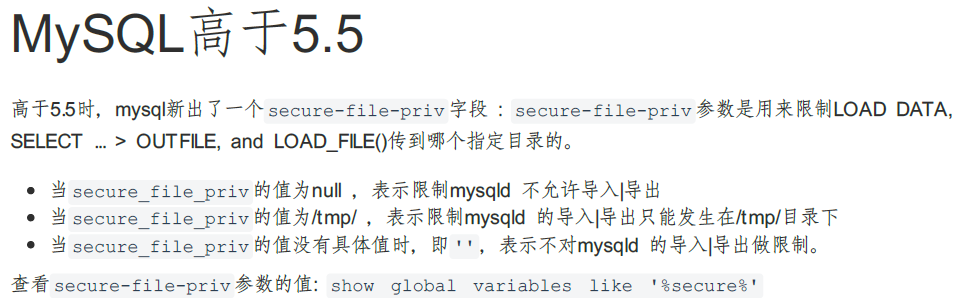 MySQL高于5.5
高于5.5时，mysql新出了一个secure-file-priv字段 ：secure-file-priv参数是用来限制LOAD DATA,
SELECT ... > OUTFILE, and LOAD_FILE()传到哪个指定目录的。
• 当secure_file_priv的值为null ，表示限制mysqld 不允许导入|导出
• 当secure_file_priv的值为/tmp/ ，表示限制mysqld 的导入|导出只能发生在/tmp/目录下
• 当secure_file_priv的值没有具体值时，即''，表示不对mysqld 的导入|导出做限制。
查看secure-file-priv参数的值: show global variables like '%secure%'